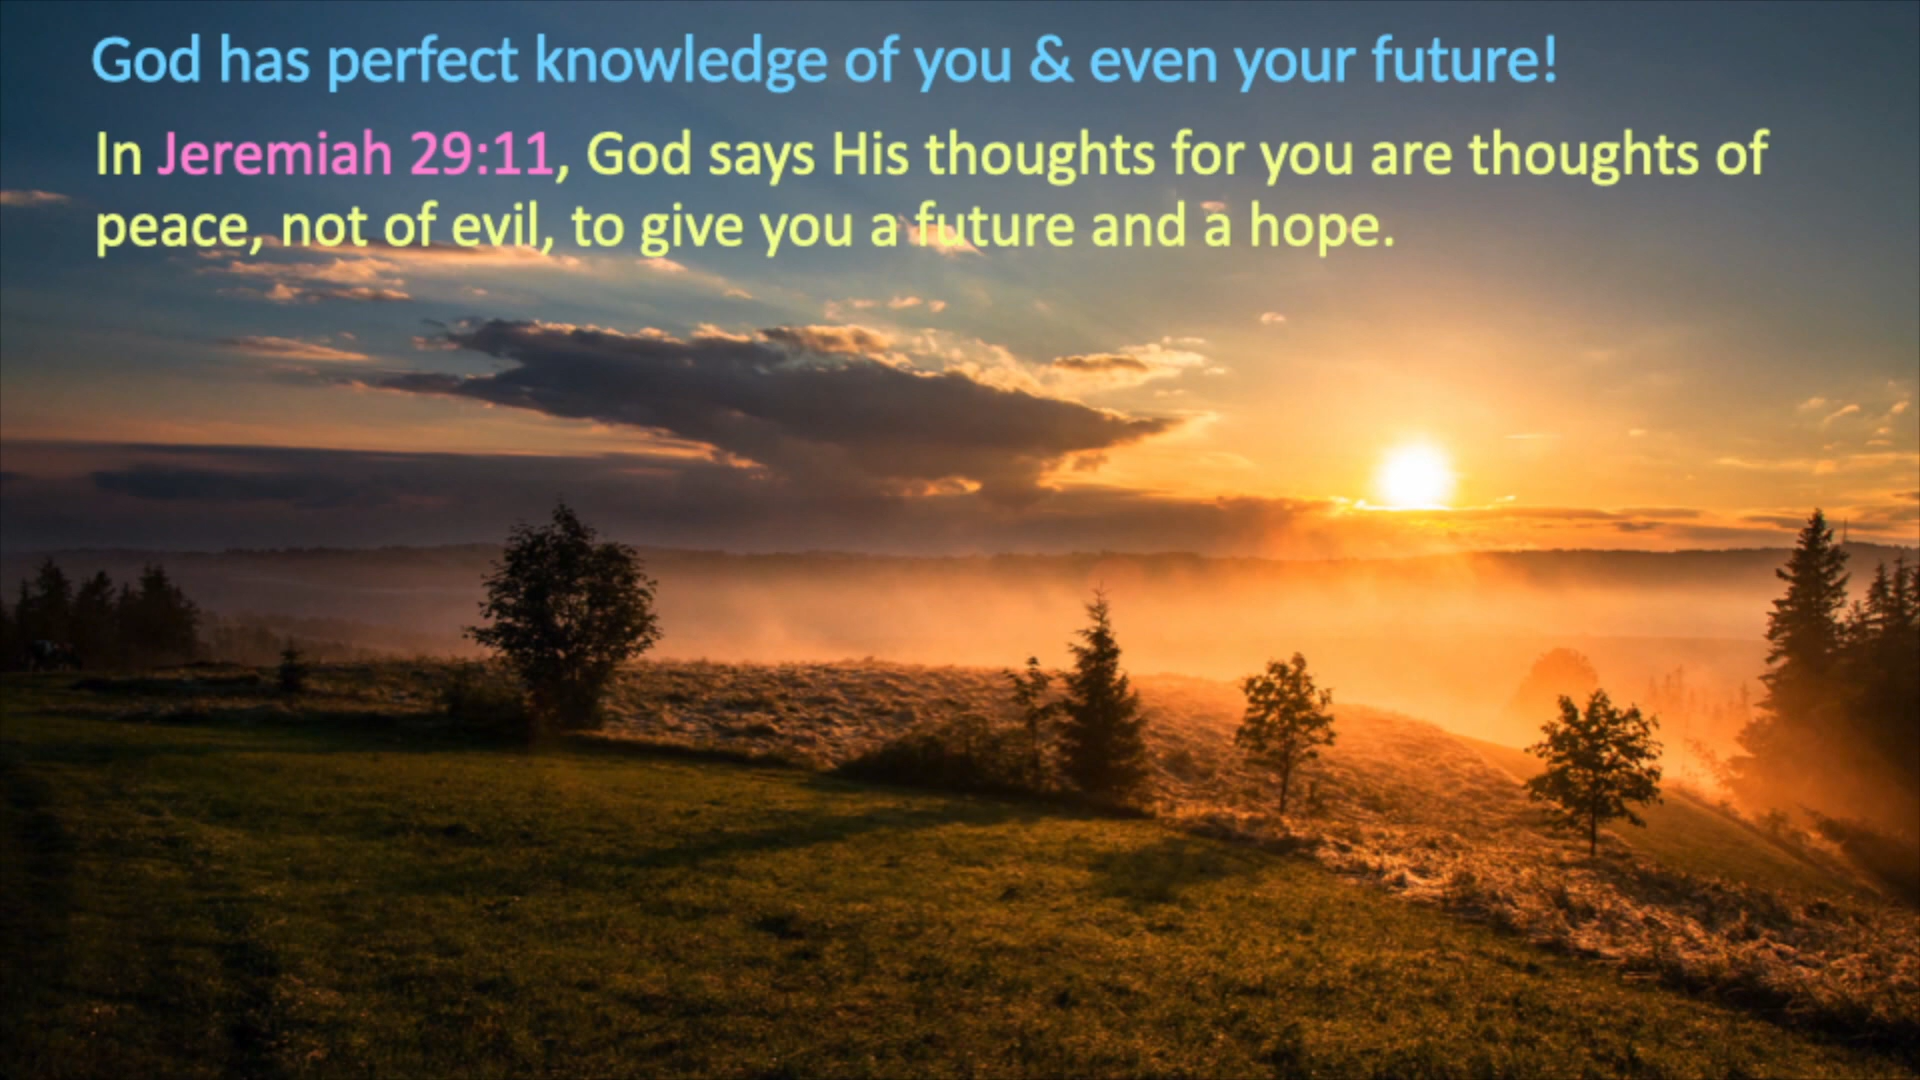 God has perfect knowledge of you & even your future!
In Jeremiah 29:11, God says His thoughts for you are thoughts of
peace, not of evil, to give you a future and a hope.